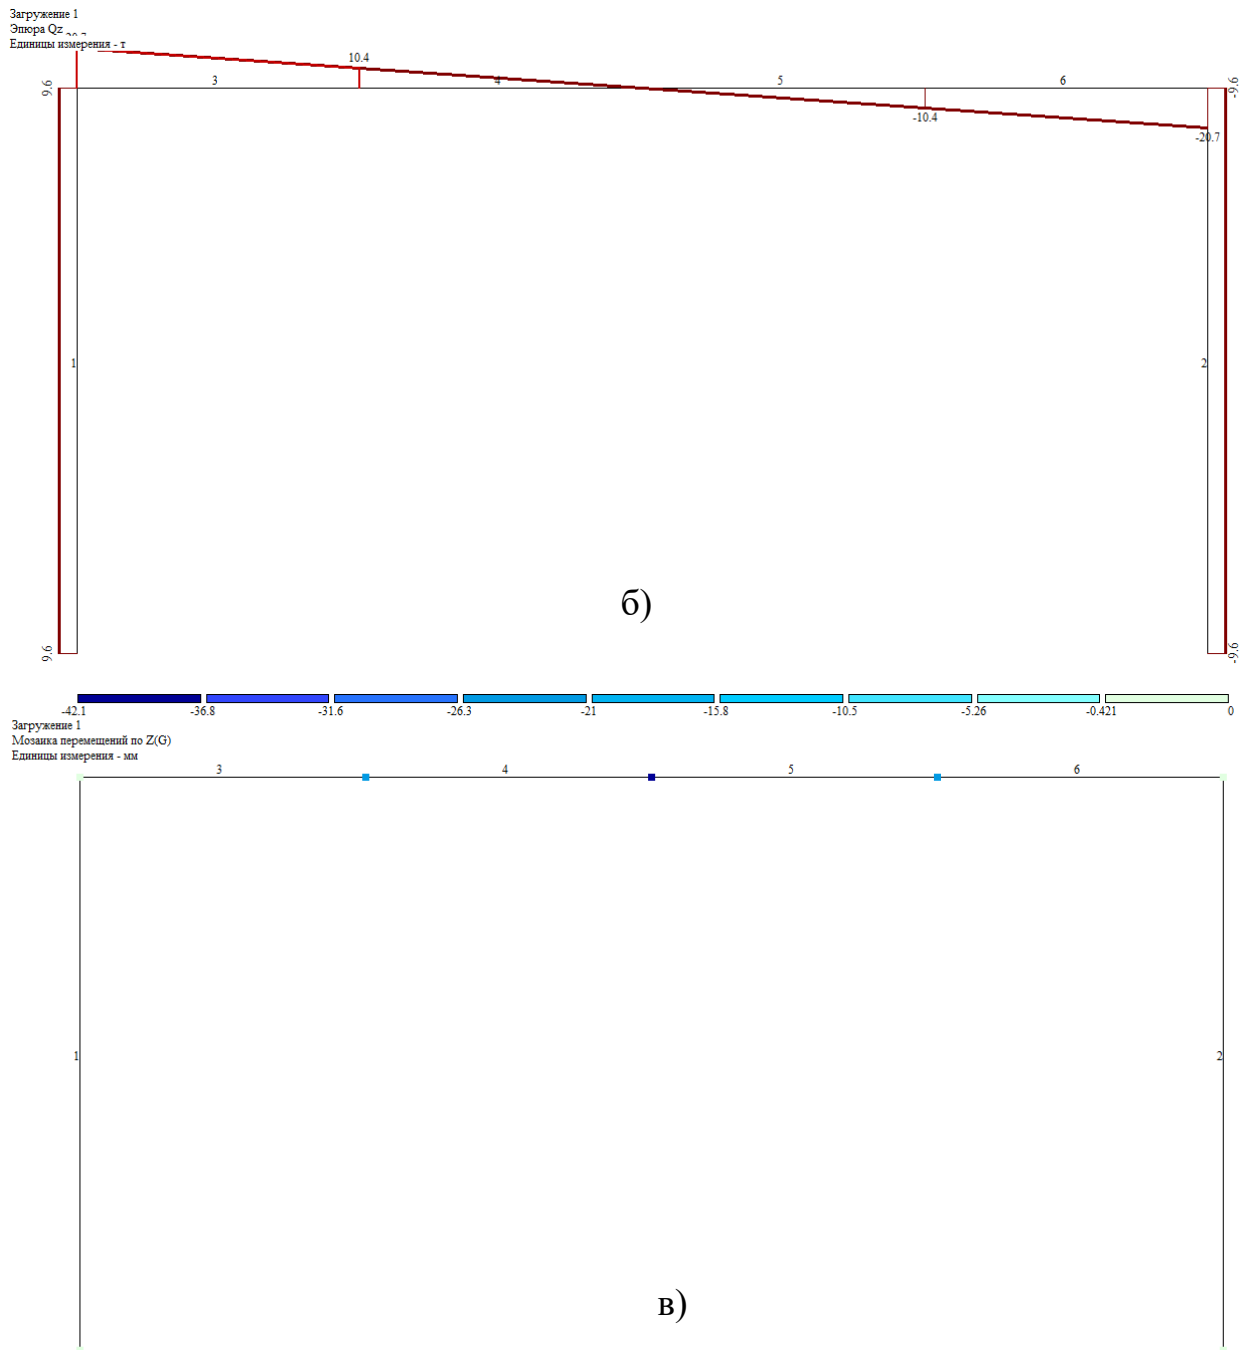 Загружение 1
Эпюра Qz
Единицы измерения - т
10.4
3 4 5 6
9.6 -9.6
-10.4
-20.7
1 2
б)
9.6 -9.6
-42.1 -36.8 -31.6 -26.3 -21 -15.8 -10.5 -5.26 -0.421 0
Загружение 1
Мозаика перемещений по Z(G)
Единицы измерения - мм
3 4 5 6
1 2
в)